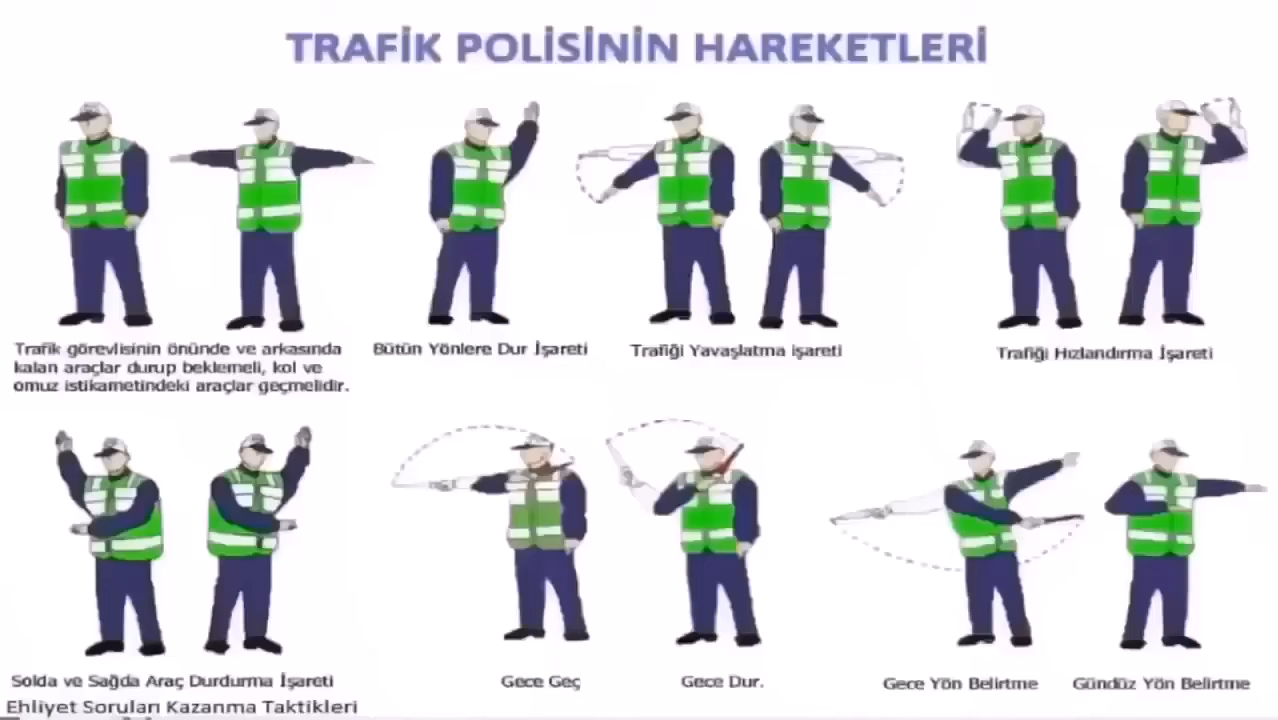 TRAFİK POLİSİNİN HAREKETLERİ
Trafik görevlisinin önünde ve arkasında
kalan araçlar durup beklemeli, kol ve
omuz istikametindeki araçlar geçmelidir.
Bütün Yönlere Dur İşareti
Trafiği Yavaşlatma işareti
Trafiği Hızlandırma İşareti
Solda ve Sağda Araç Durdurma İşareti
Gece Geç
Gece Dur.
Gece Yön Belirtme
Gündüz Yön Belirtme
Ehliyet Soruları Kazanma Taktikleri